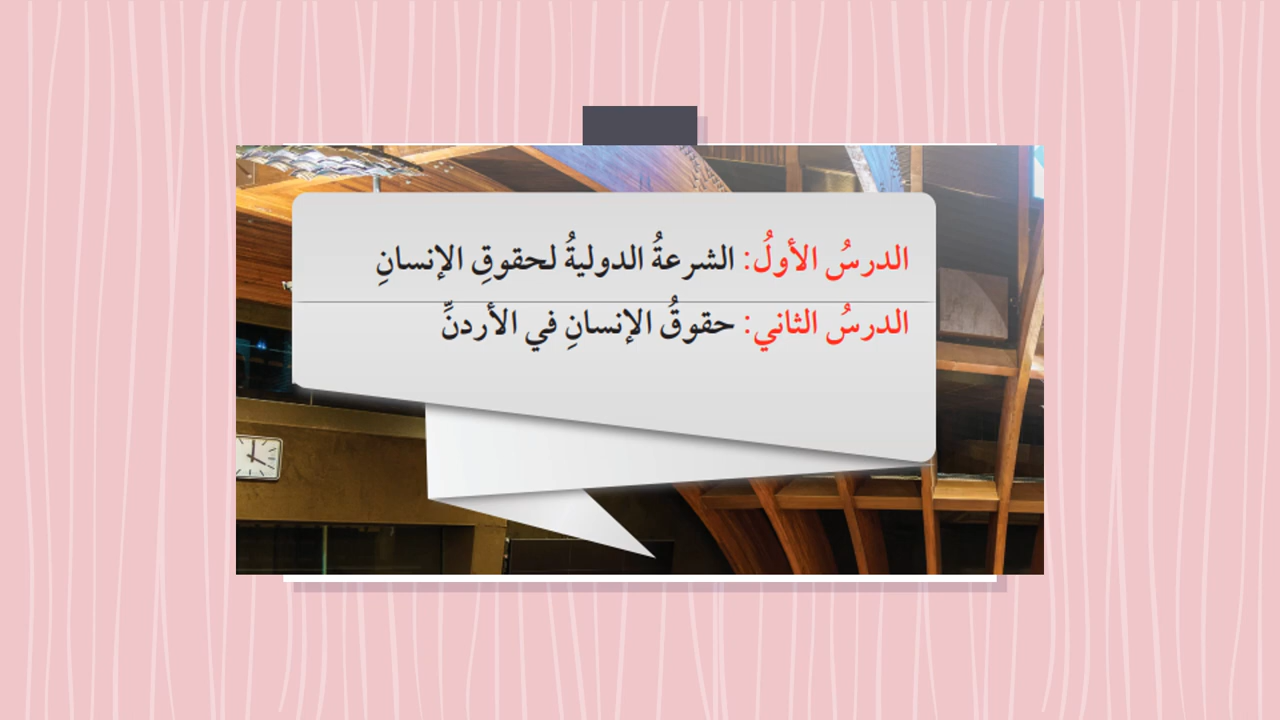 الدرسُ الأولُ: الشرعةُ الدوليةُ لحقوقِ الإنسانِ
الدرسُ الثاني: حقوقُ الإنسانِ في الأردنِّ